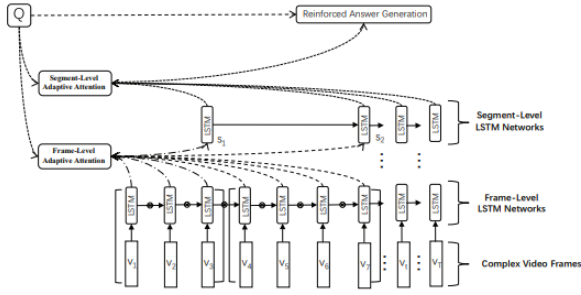 Q
Reinforced Answer Generation
Segment-Level
Adaptive Attention
LSTM
LSTM
LSTM
LSTM
S1
S2
Segment-Level
LSTM Networks
Frame-Level
Adaptive Attention
LSTM
LSTM
LSTM
LSTM
LSTM
LSTM
LSTM
LSTM
LSTM
Frame-Level
LSTM Networks
V1
V2
V3
V4
V5
V6
V7
Vt
VT
Complex Video Frames